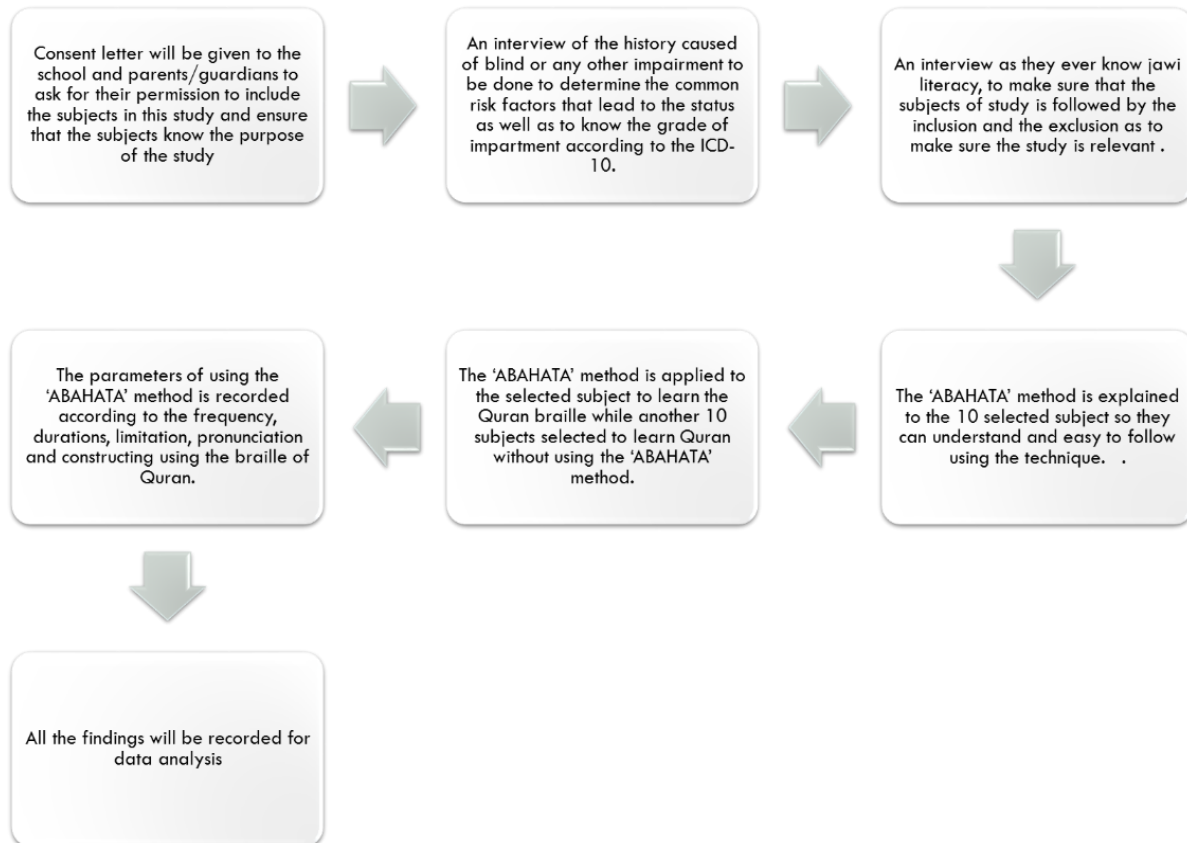 Consent letter will be given to the
school and parents/guardians to
ask for their permission to include
the subjects in this study and ensure
that the subjects know the purpose
of the study
An interview of the history caused
of blind or any other impairment to
be done to determine the common
risk factors that lead to the status
as well as to know the grade of
impartment according to the ICD-
10.
An interview as they ever know jawi
literacy, to make sure that the
subjects of study is followed by the
inclusion and the exclusion as to
make sure the study is relevant .
The 'ABAHATA' method is explained
to the 10 selected subject so they
can understand and easy to follow
using the technique. .
The 'ABAHATA' method is applied to
the selected subject to learn the
Quran braille while another 10
subjects selected to learn Quran
without using the 'ABAHATA'
method.
The parameters of using the
'ABAHATA' method is recorded
according to the frequency,
durations, limitation, pronunciation
and constructing using the braille of
Quran.
All the findings will be recorded for
data analysis